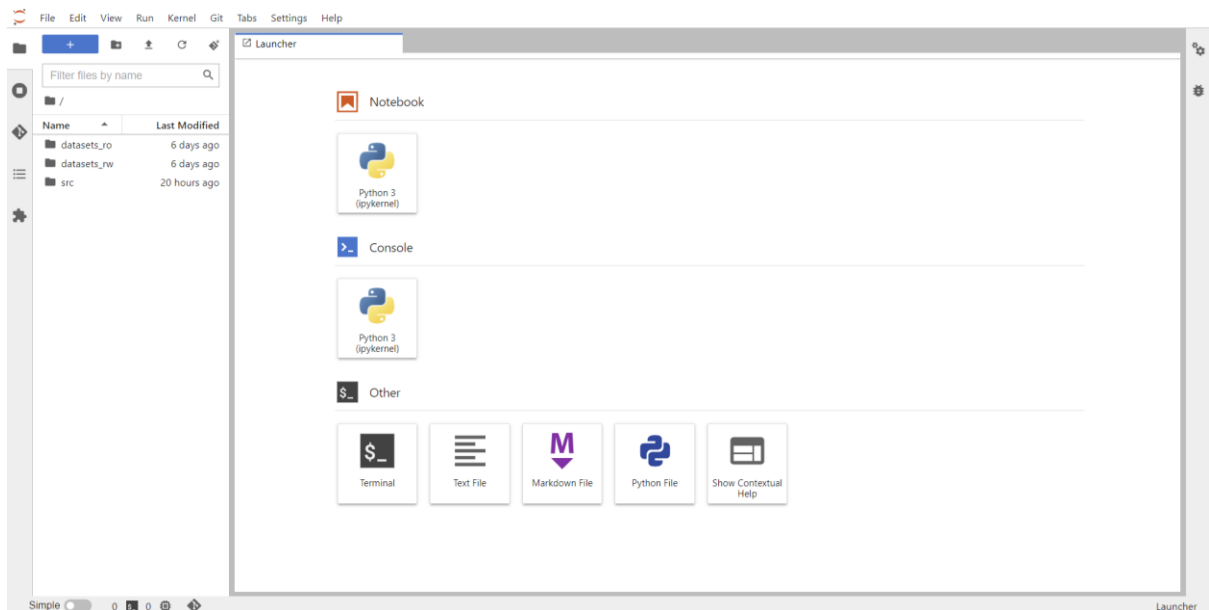 File Edit View Run Kernel Git Tabs Settings Help
+
Launcher
Filter files by name
/
Name Last Modified
datasets_ro 6 days ago
datasets_rw 6 days ago
src 20 hours ago
Notebook
Python 3
(ipykernel)
>_ Console
Python 3
(ipykernel)
$_ Other
$_
M
Terminal Text File Markdown File Python File Show Contextual
Help
Simple 0 $_ 0 Launcher